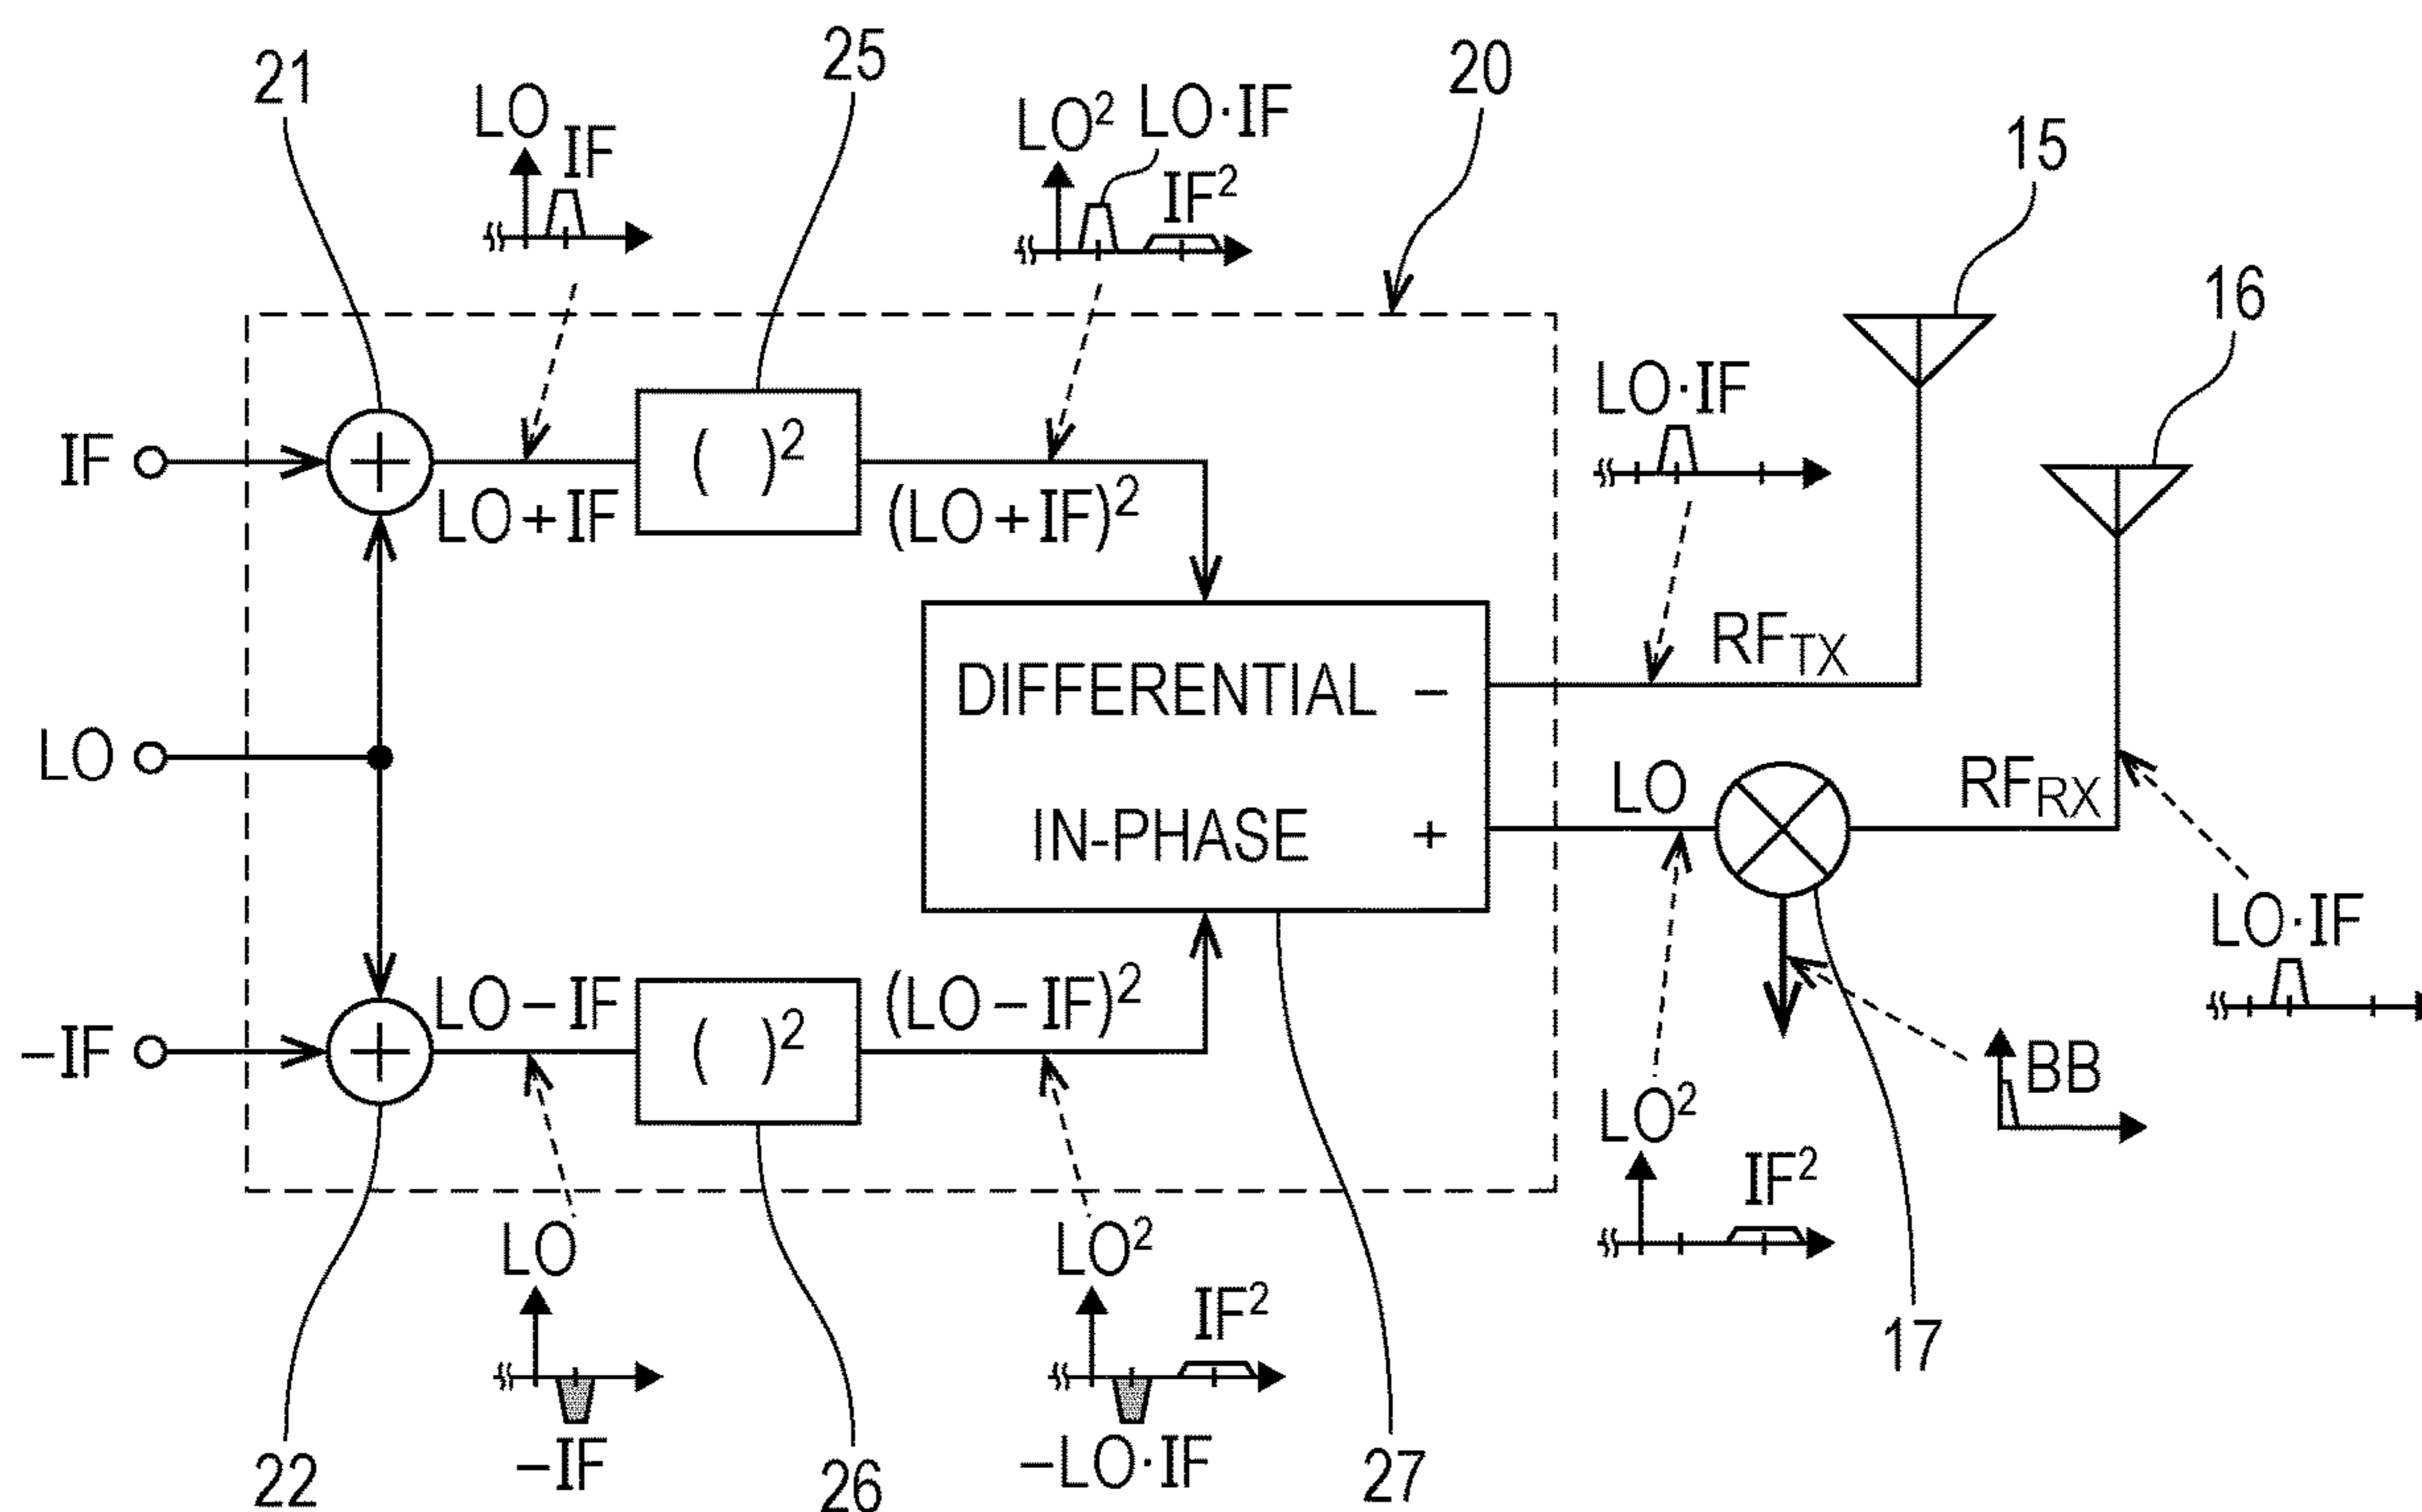 21
LO
IF
25
LO²
LO·IF
IF²
20
15
16
IF
LO+IF
( )²
(LO+IF)²
LO·IF
RF_TX
DIFFERENTIAL −
IN-PHASE +
LO
LO
RF_RX
LO·IF
−IF
LO−IF
( )²
(LO−IF)²
LO²
IF²
BB
LO
−IF
LO²
IF²
−LO·IF
22
26
27
17